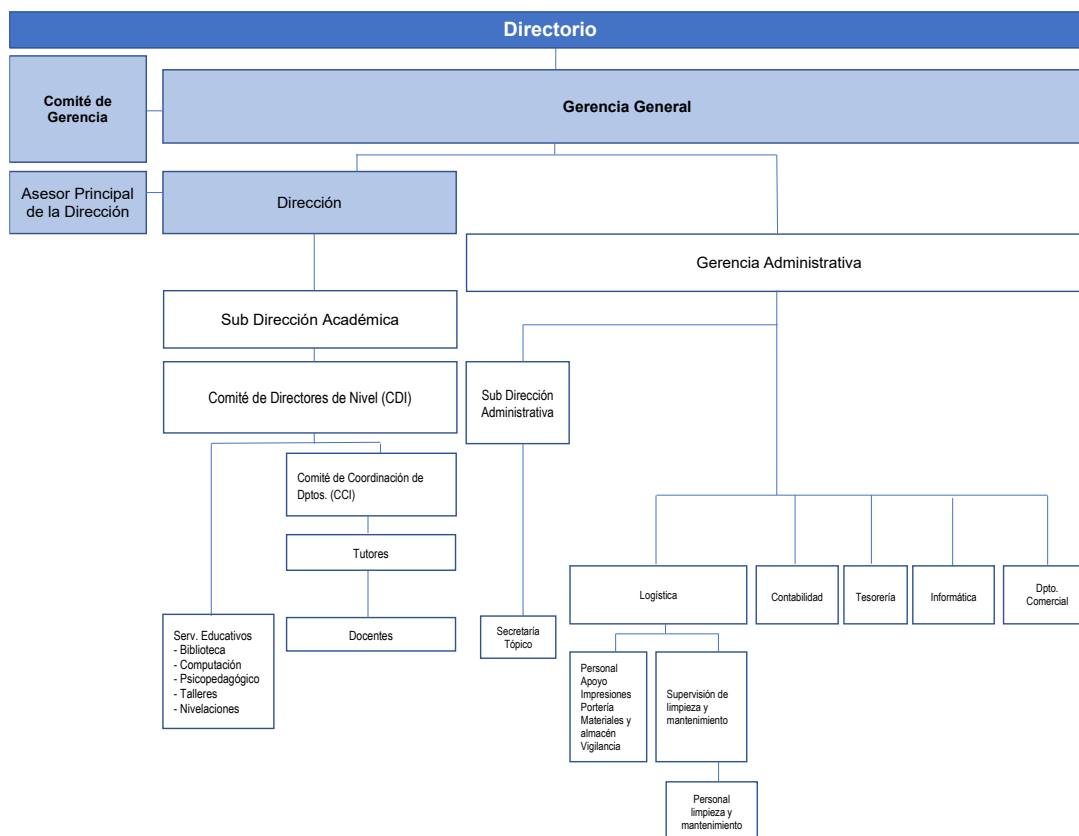 Directorio
Comité de
Gerencia
Gerencia General
Asesor Principal
de la Dirección
Dirección
Gerencia Administrativa
Sub Dirección Académica
Comité de Directores de Nivel (CDI)
Sub Dirección
Administrativa
Comité de Coordinación de
Dptos. (CCI)
Tutores
Docentes
Serv. Educativos
- Biblioteca
- Computación
- Psicopedagógico
- Talleres
- Nivelaciones
Secretaría
Tópico
Logística
Contabilidad
Tesorería
Informática
Dpto.
Comercial
Personal
Apoyo
Impresiones
Portería
Materiales y
almacén
Vigilancia
Supervisión de
limpieza y
mantenimiento
Personal
limpieza y
mantenimiento